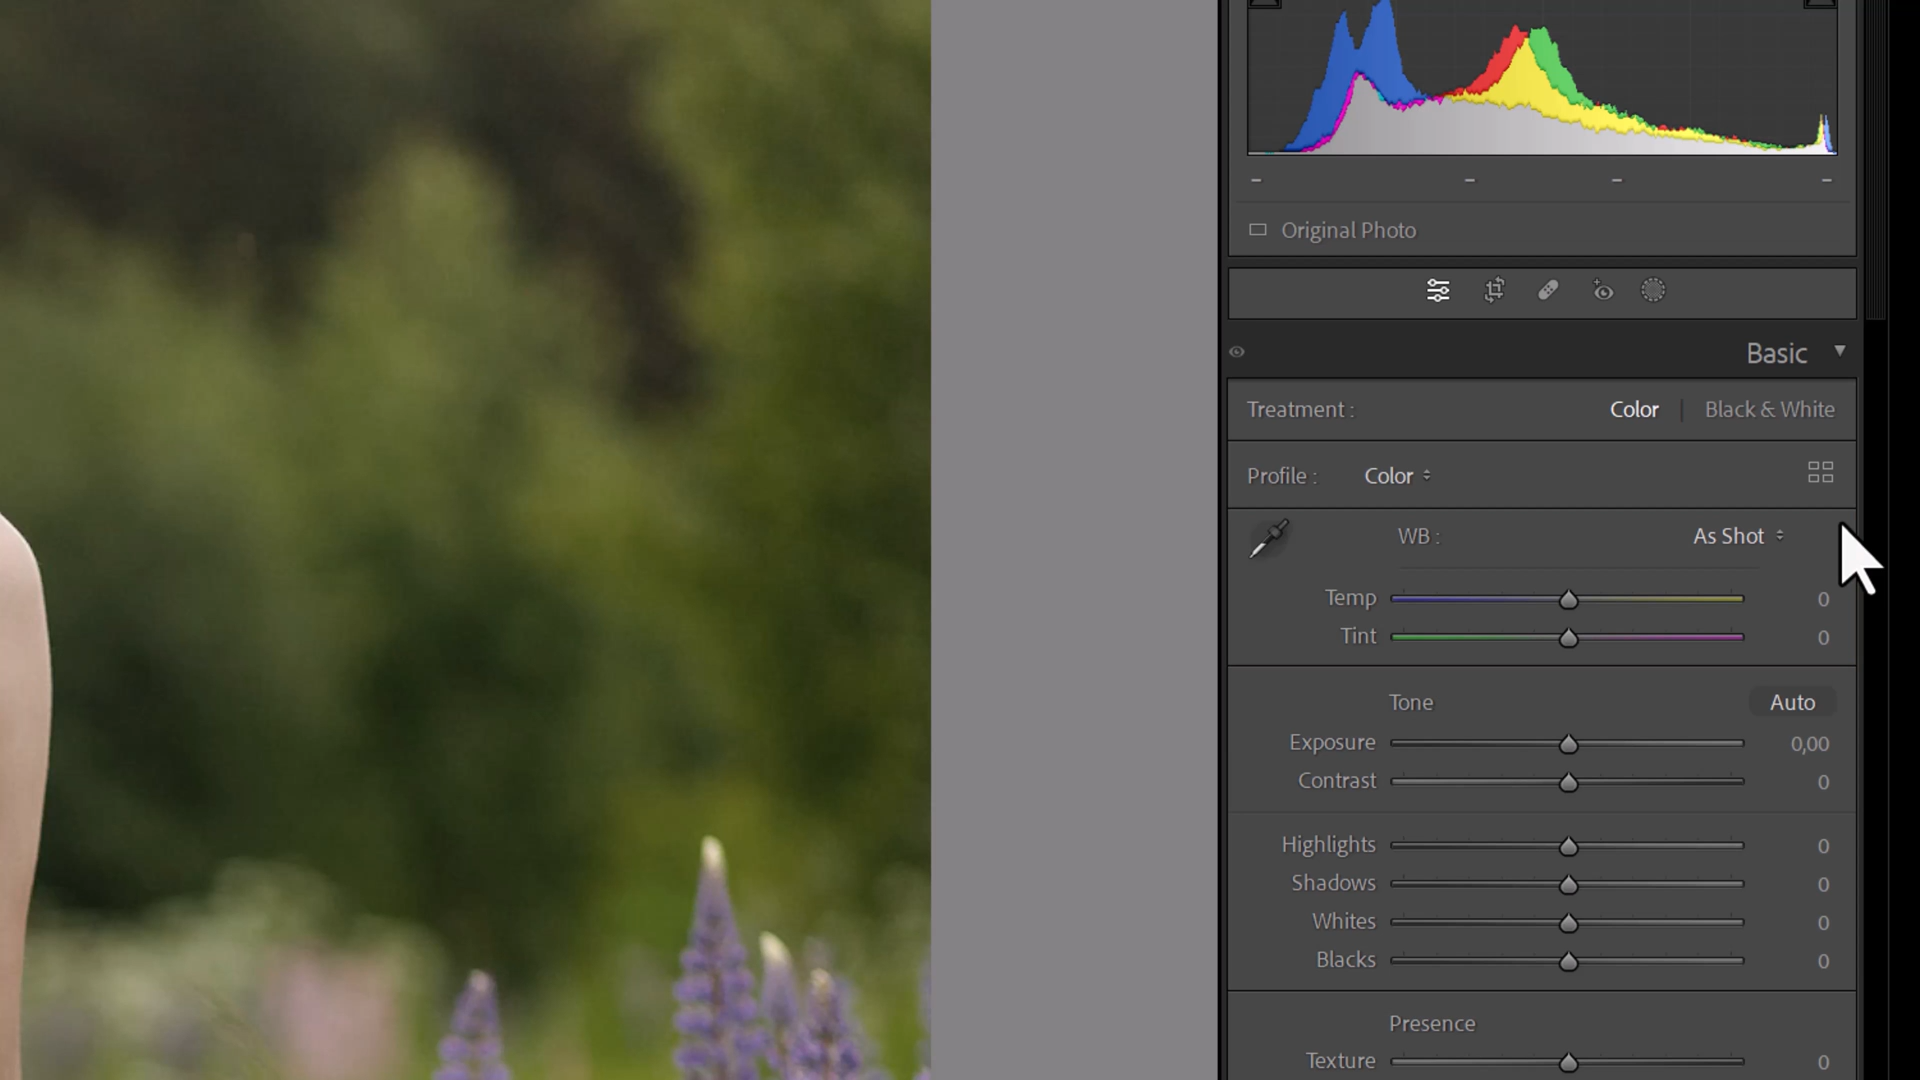 Original Photo
Basic
Treatment : Color | Black & White
Profile : Color
WB : As Shot
Temp 0
Tint 0
Tone Auto
Exposure 0,00
Contrast 0
Highlights 0
Shadows 0
Whites 0
Blacks 0
Presence
Texture 0